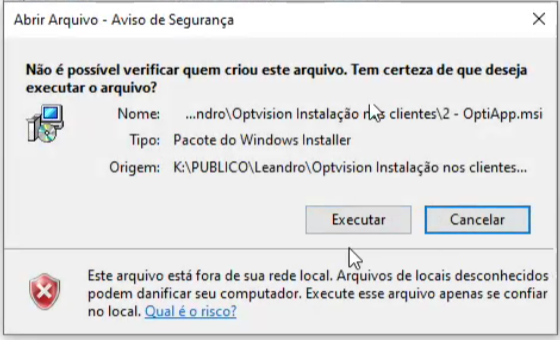 Abrir Arquivo - Aviso de Segurança
Não é possível verificar quem criou este arquivo. Tem certeza de que deseja
executar o arquivo?
Nome: ...ndro\Optvision Instalação nos clientes\2 - OptiApp.msi
Tipo: Pacote do Windows Installer
Origem: K:\PUBLICO\Leandro\Optvision Instalação nos clientes...
Executar Cancelar
Este arquivo está fora de sua rede local. Arquivos de locais desconhecidos
podem danificar seu computador. Execute esse arquivo apenas se confiar
no local. Qual é o risco?